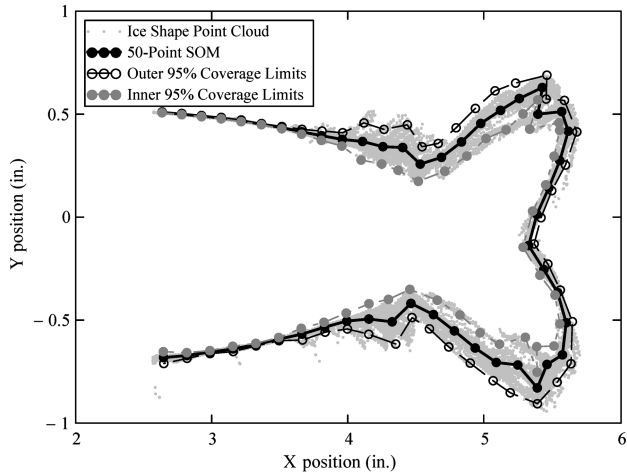 1
Ice Shape Point Cloud
50-Point SOM
Outer 95% Coverage Limits
Inner 95% Coverage Limits
0.5
Y position (in.)
0
− 0.5
− 1
2 3 4 5 6
X position (in.)